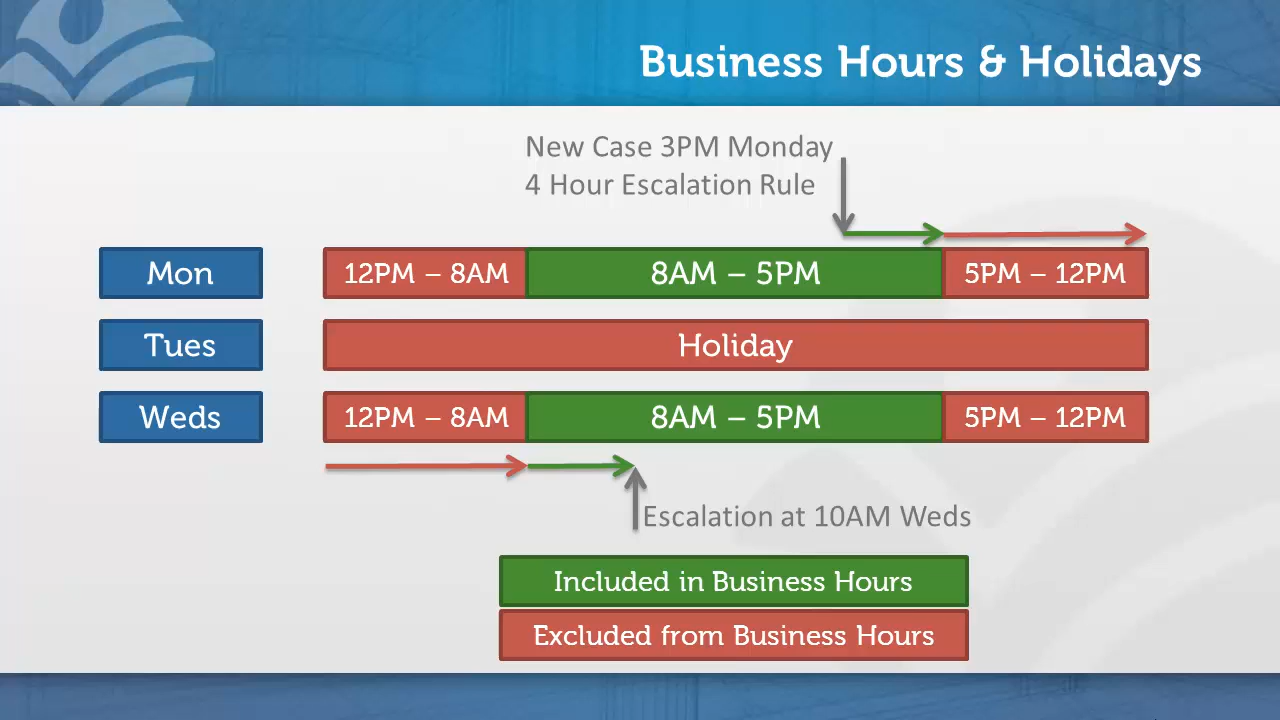 Business Hours & Holidays
New Case 3PM Monday
4 Hour Escalation Rule
Mon
12PM – 8AM
8AM – 5PM
5PM – 12PM
Tues
Holiday
Weds
12PM – 8AM
8AM – 5PM
5PM – 12PM
Escalation at 10AM Weds
Included in Business Hours
Excluded from Business Hours